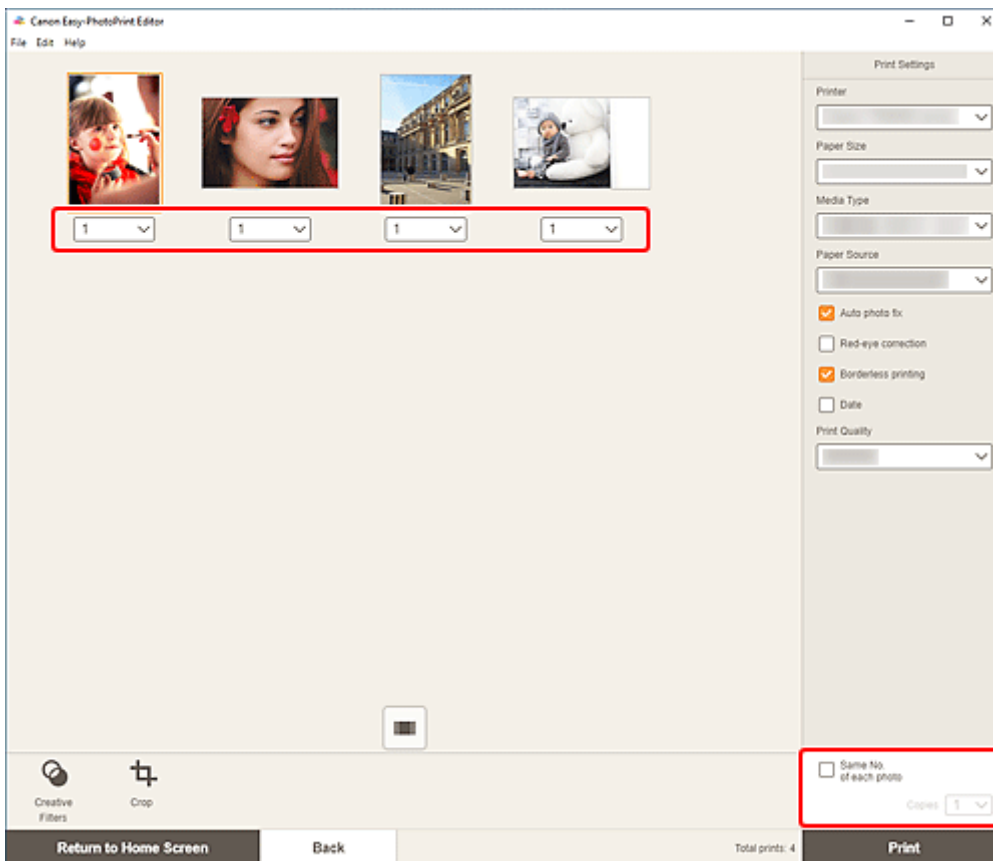 Canon Easy-PhotoPrint Editor
File Edit Help
Print Settings
Printer
Paper Size
Media Type
Paper Source
1 1 1 1
Auto photo fix
Red-eye correction
Borderless printing
Date
Print Quality
Same No.
of each photo
Copies 1
Creative
Filters
Crop
Return to Home Screen
Back
Total prints: 4
Print